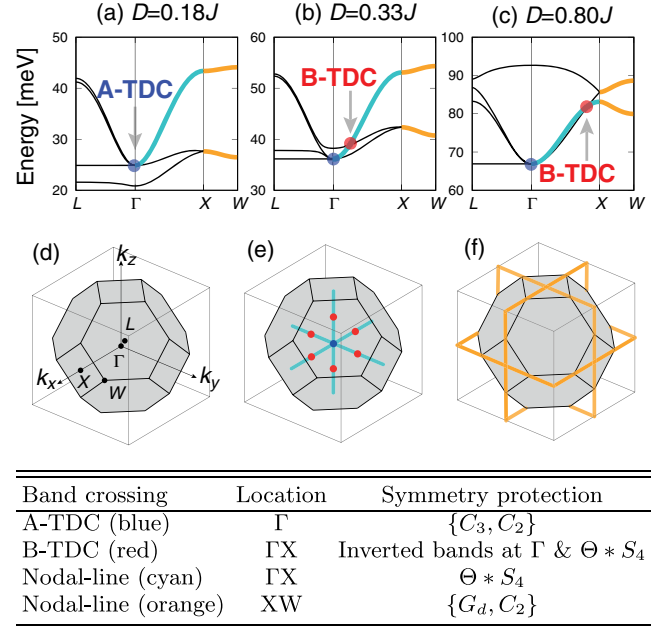 (a) D=0.18J (b) D=0.33J (c) D=0.80J
Energy [meV]
50
40
30
20
A-TDC
L Γ X W
60
50
40
30
B-TDC
L Γ X W
100
90
80
70
60
B-TDC
L Γ X W
(d) (e) (f)
k_z
L
Γ
k_x X W k_y
Band crossing Location Symmetry protection
A-TDC (blue) Γ {C_3, C_2}
B-TDC (red) ΓX Inverted bands at Γ & Θ * S_4
Nodal-line (cyan) ΓX Θ * S_4
Nodal-line (orange) XW {G_d, C_2}